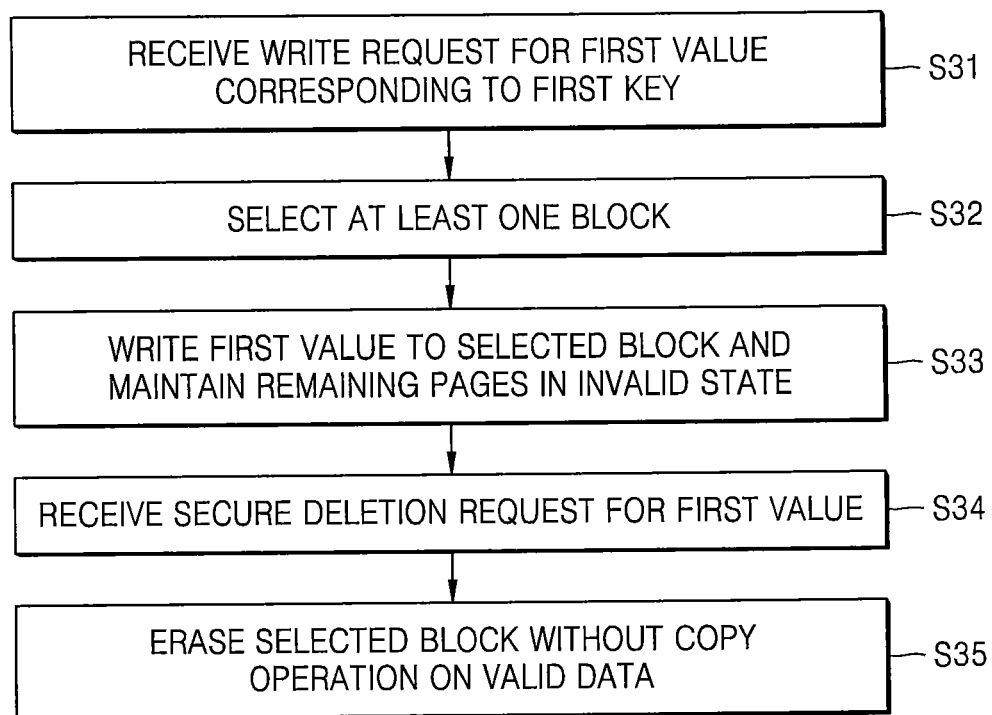 RECEIVE WRITE REQUEST FOR FIRST VALUE
CORRESPONDING TO FIRST KEY
S31
SELECT AT LEAST ONE BLOCK
S32
WRITE FIRST VALUE TO SELECTED BLOCK AND
MAINTAIN REMAINING PAGES IN INVALID STATE
S33
RECEIVE SECURE DELETION REQUEST FOR FIRST VALUE
S34
ERASE SELECTED BLOCK WITHOUT COPY
OPERATION ON VALID DATA
S35